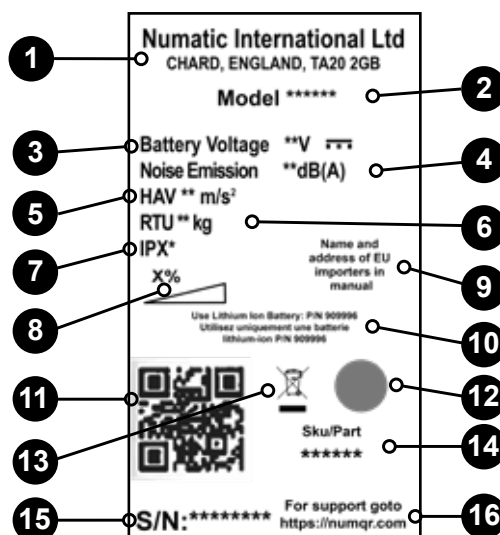 Numatic International Ltd
1
CHARD, ENGLAND, TA20 2GB
Model ******
2
3
Battery Voltage **V
Noise Emission **dB(A)
4
5
HAV ** m/s²
RTU ** kg
6
7
IPX*
Name and
address of EU
importers in
manual
9
X%
8
Use Lithium Ion Battery: P/N 909996
Utilisez uniquement une batterie
lithium-ion P/N 909996
10
11
12
13
Sku/Part
******
14
15
S/N:********
For support goto
https://numqr.com
16